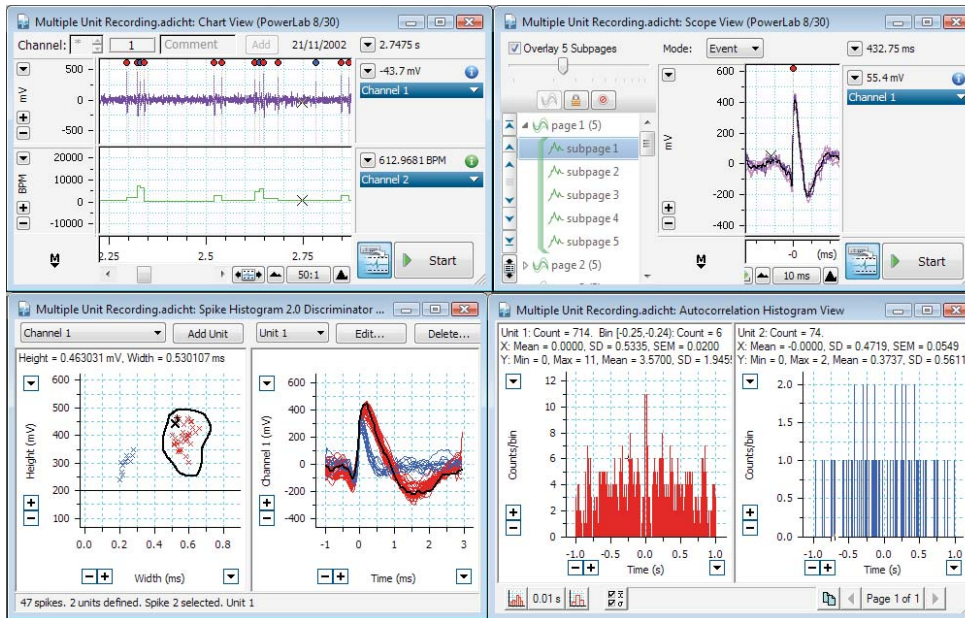 Multiple Unit Recording.adicht: Chart View (PowerLab 8/30)
Channel: * 1 Comment Add 21/11/2002 2.7475 s
500
0
-500
mV
-43.7 mV
Channel 1
20000
15000
10000
5000
0
-10000
BPM
612.9681 BPM
Channel 2
M
2.25 2.5 2.75
50:1
Start
Multiple Unit Recording.adicht: Scope View (PowerLab 8/30)
Overlay 5 Subpages
Mode: Event
432.75 ms
page 1 (5)
subpage 1
subpage 2
subpage 3
subpage 4
subpage 5
page 2 (5)
600
400
200
0
-200
-400
mV
55.4 mV
Channel 1
M
-0 (ms)
10 ms
Start
Multiple Unit Recording.adicht: Spike Histogram 2.0 Discriminator ...
Channel 1 Add Unit Unit 1 Edit... Delete...
Height = 0.463031 mV, Width = 0.530107 ms
600
500
400
300
200
100
Height (mV)
0.0 0.2 0.4 0.6 0.8
Width (ms)
600
400
200
0
-200
-400
Channel 1 (mV)
-1 0 1 2 3
Time (ms)
47 spikes. 2 units defined. Spike 2 selected. Unit 1
Multiple Unit Recording.adicht: Autocorrelation Histogram View
Unit 1: Count = 714, Bin [-0.25,-0.24): Count = 6
X: Mean = 0.0000, SD = 0.5335, SEM = 0.0200
Y: Min = 0, Max = 11, Mean = 3.5700, SD = 1.945
12
10
8
6
4
2
0
Counts/bin
-1.0 -0.5 0.0 0.5 1.0
Time (s)
Unit 2: Count = 74,
X: Mean = -0.0000, SD = 0.4719, SEM = 0.0549
Y: Min = 0, Max = 2, Mean = 0.3737, SD = 0.5611
2.0
1.5
1.0
0.5
0.0
Counts/bin
-1.0 -0.5 0.0 0.5 1.0
Time (s)
0.01 s
Page 1 of 1